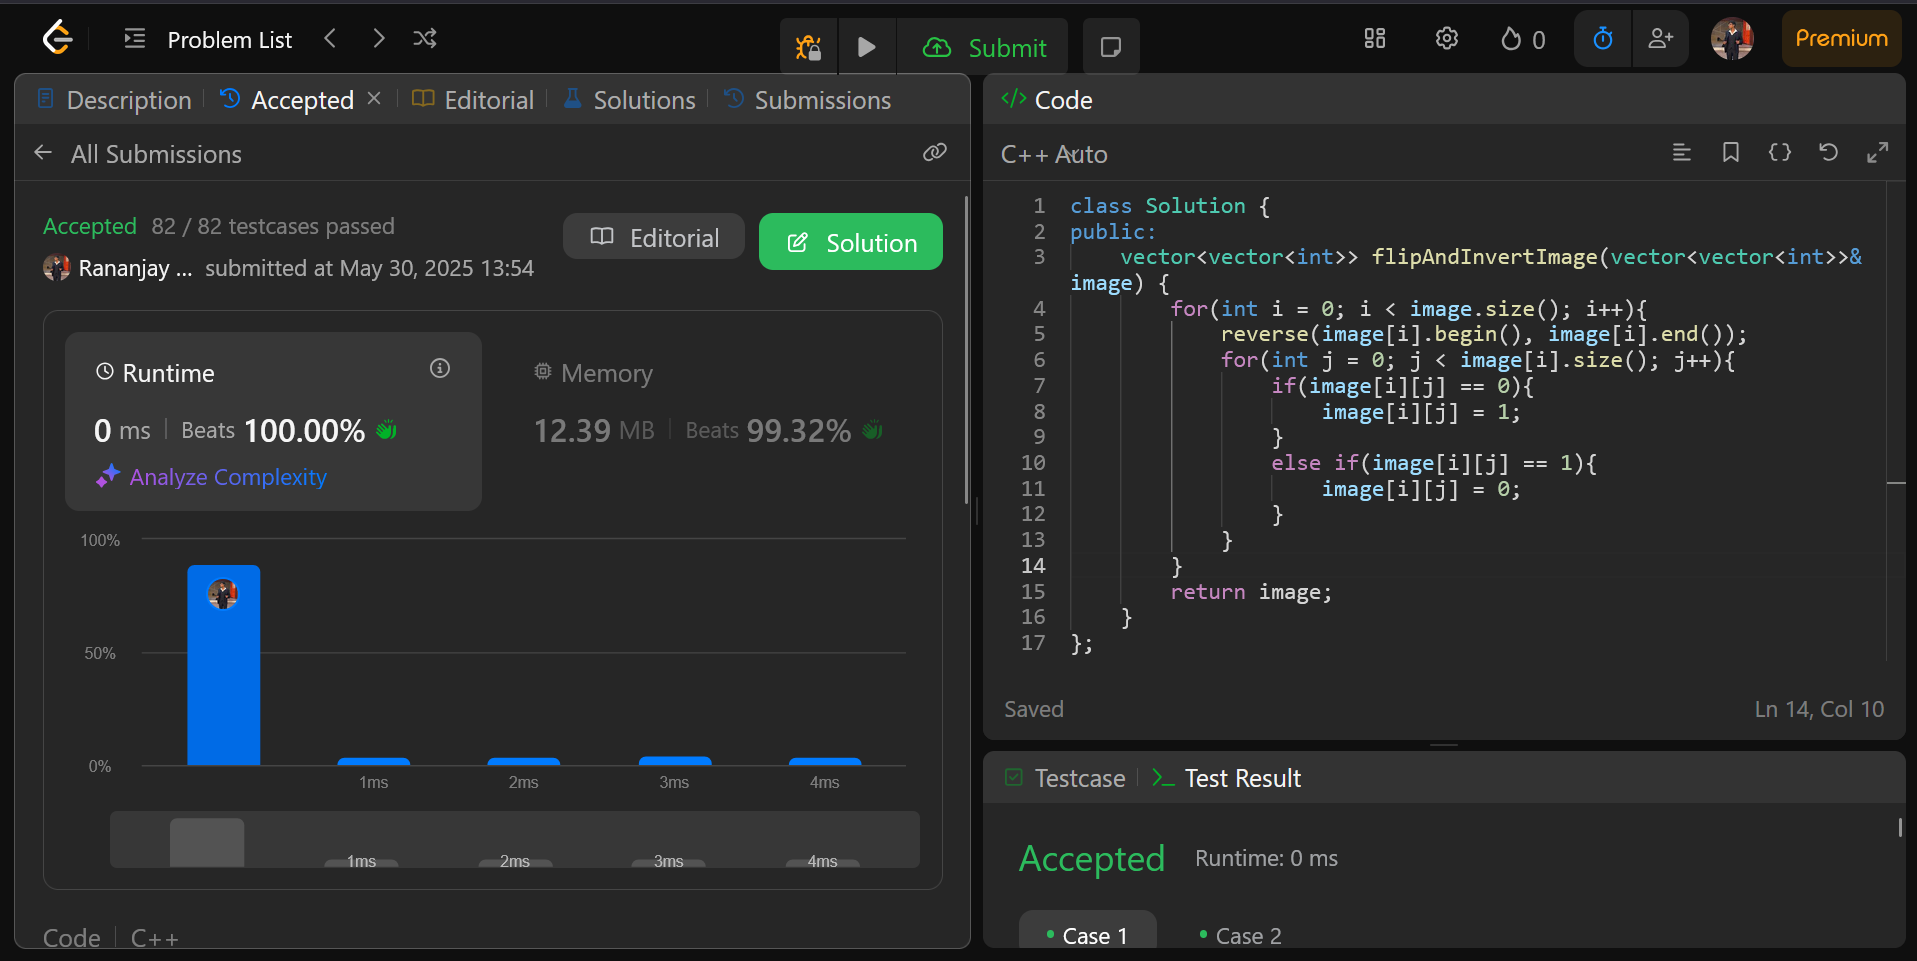 Problem List
Submit
0
Premium
Description
Accepted
Editorial
Solutions
Submissions
All Submissions
Accepted 82 / 82 testcases passed
Rananjay ... submitted at May 30, 2025 13:54
Editorial
Solution
Runtime
0 ms
Beats 100.00%
Analyze Complexity
Memory
12.39 MB
Beats 99.32%
100%
50%
0%
1ms
2ms
3ms
4ms
1ms
2ms
3ms
4ms
Code
C++
</> Code
C++ Auto
1 class Solution {
2 public:
3     vector<vector<int>> flipAndInvertImage(vector<vector<int>>&
image) {
4         for(int i = 0; i < image.size(); i++){
5             reverse(image[i].begin(), image[i].end());
6             for(int j = 0; j < image[i].size(); j++){
7                 if(image[i][j] == 0){
8                     image[i][j] = 1;
9                 }
10                 else if(image[i][j] == 1){
11                     image[i][j] = 0;
12                 }
13             }
14         }
15         return image;
16     }
17 };
Saved
Ln 14, Col 10
Testcase
Test Result
Accepted Runtime: 0 ms
Case 1
Case 2